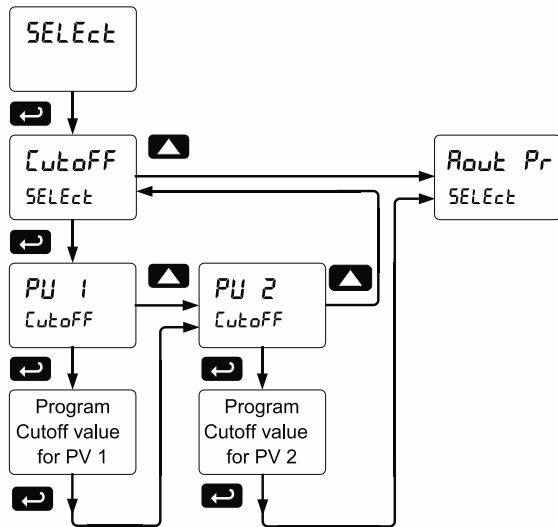 SELEct
CutoFF
SELEct
Aout Pr
SELEct
PU 1
CutoFF
PU 2
CutoFF
Program
Cutoff value
for PV 1
Program
Cutoff value
for PV 2